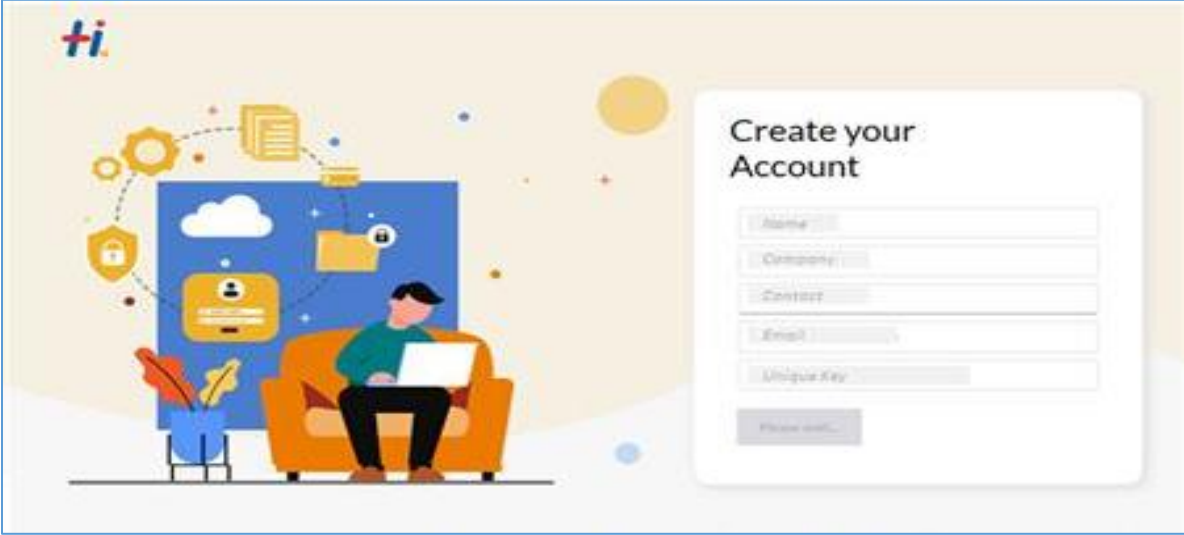 Hi
Create your
Account
Name
Company
Contact
Email
Unique Key
Please wait...